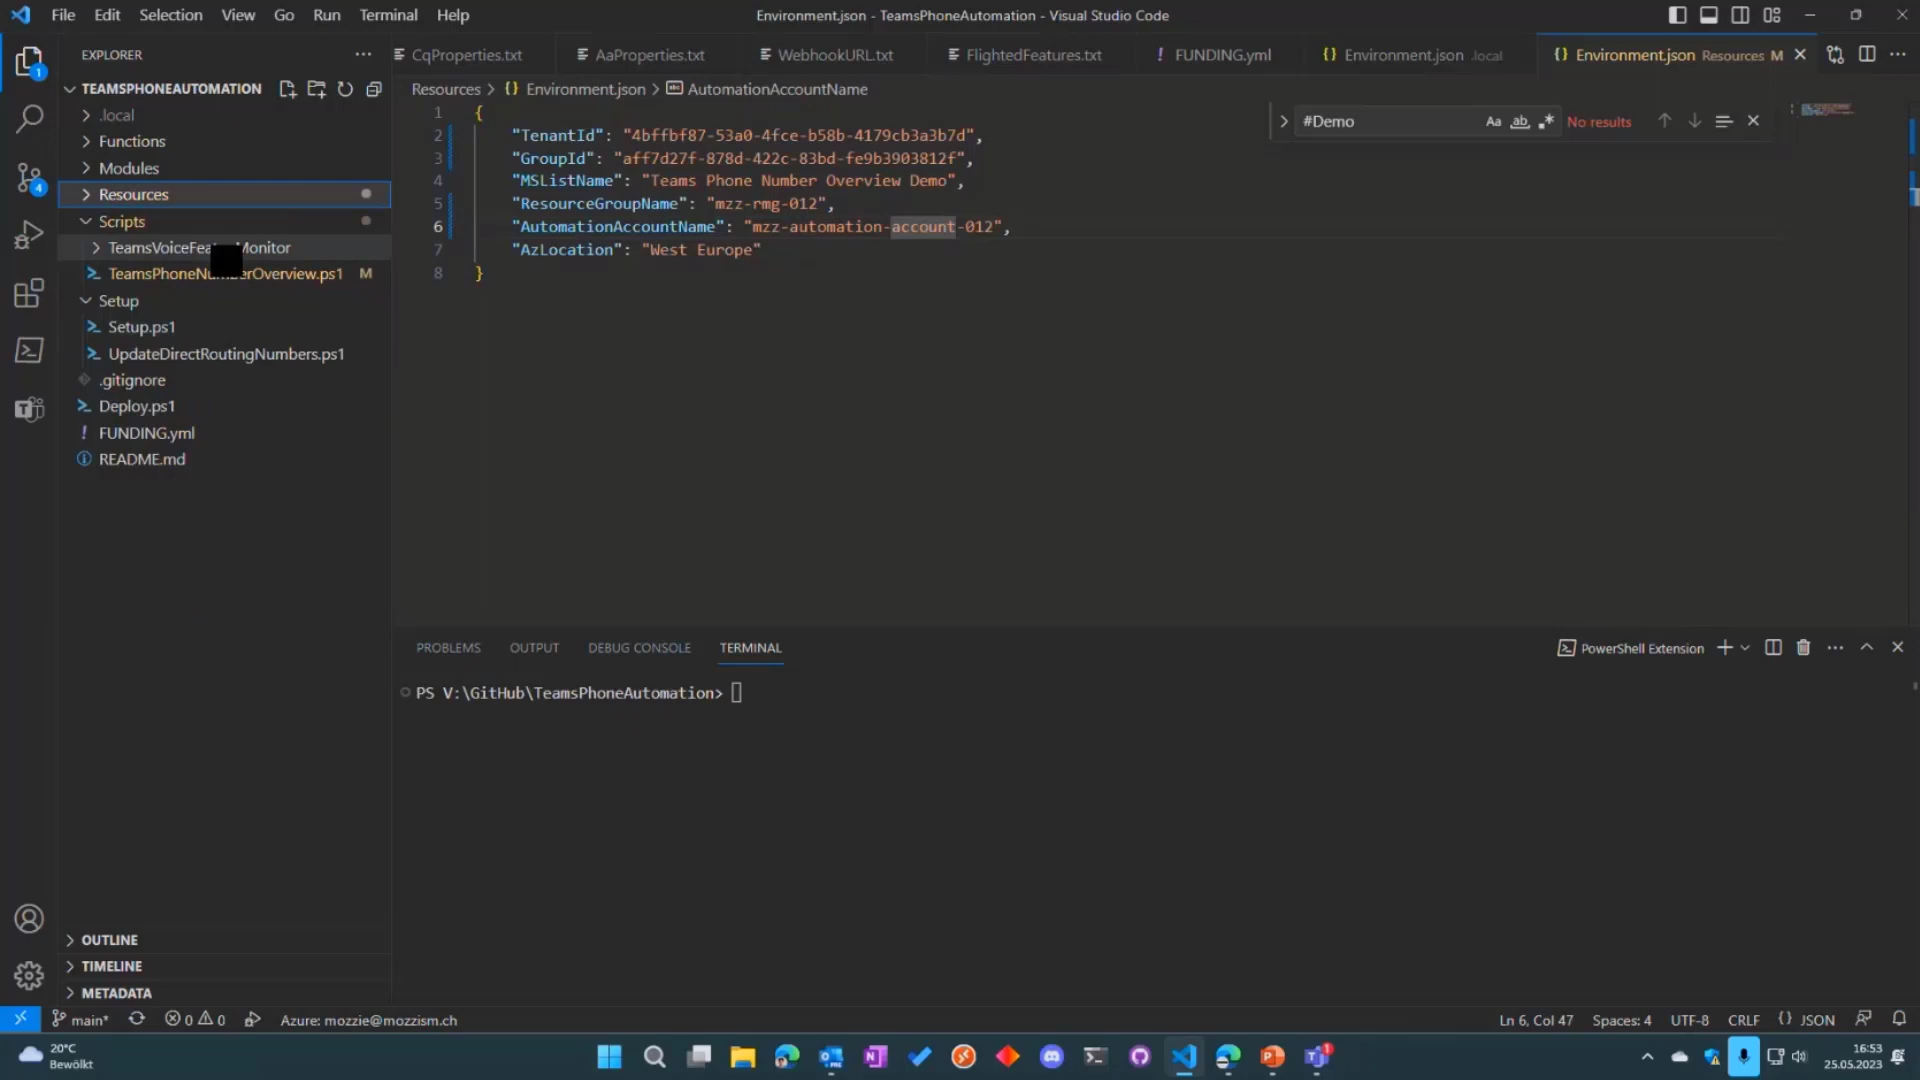 File Edit Selection View Go Run Terminal Help
Environment.json - TeamsPhoneAutomation - Visual Studio Code
EXPLORER
CqProperties.txt
AaProperties.txt
WebhookURL.txt
FlightedFeatures.txt
! FUNDING.yml
{} Environment.json .local
{} Environment.json Resources M
TEAMSPHONEAUTOMATION
.local
Functions
Modules
Resources
Scripts
TeamsVoiceFea Monitor
TeamsPhoneNumberOverview.ps1 M
Setup
Setup.ps1
UpdateDirectRoutingNumbers.ps1
.gitignore
Deploy.ps1
! FUNDING.yml
README.md
OUTLINE
TIMELINE
METADATA
1
4
Resources > {} Environment.json > AutomationAccountName
#Demo Aa ab .* No results
1 {
2 "TenantId": "4bffbf87-53a0-4fce-b58b-4179cb3a3b7d",
3 "GroupId": "aff7d27f-878d-422c-83bd-fe9b3903812f",
4 "MSListName": "Teams Phone Number Overview Demo",
5 "ResourceGroupName": "mzz-rmg-012",
6 "AutomationAccountName": "mzz-automation-account-012",
7 "AzLocation": "West Europe"
8 }
PROBLEMS OUTPUT DEBUG CONSOLE TERMINAL
PowerShell Extension
PS V:\GitHub\TeamsPhoneAutomation>
main* 0 0 Azure: mozzie@mozzism.ch
Ln 6, Col 47 Spaces: 4 UTF-8 CRLF {} JSON
20°C
Bewölkt
1
16:53
25.05.2023